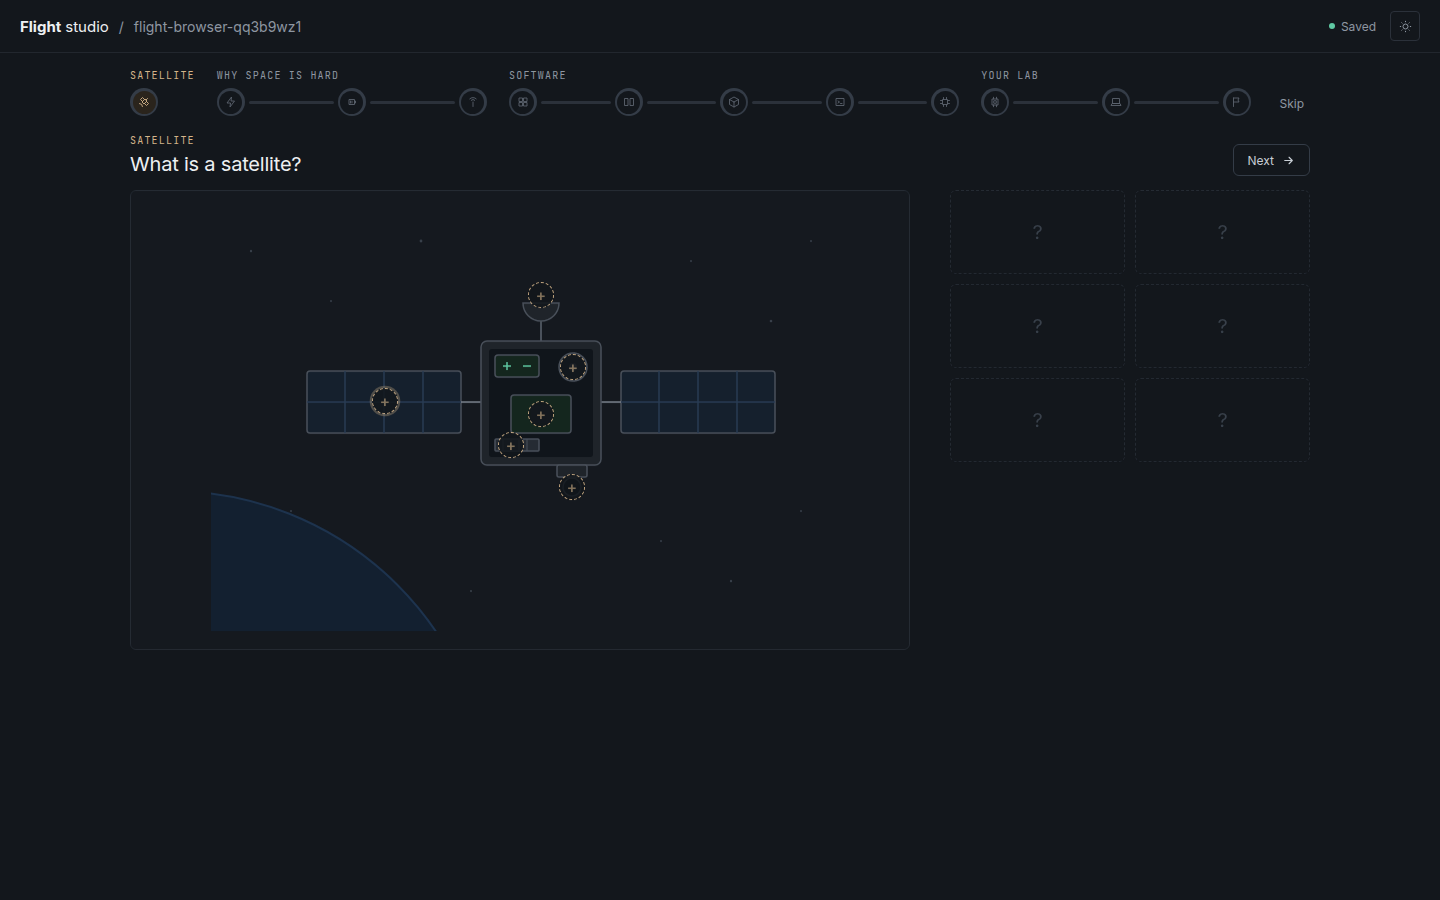 Flight studio / flight-browser-qq3b9wz1
Saved
SATELLITE
WHY SPACE IS HARD
SOFTWARE
YOUR LAB
Skip
SATELLITE
What is a satellite?
Next →
? ?
? ?
? ?